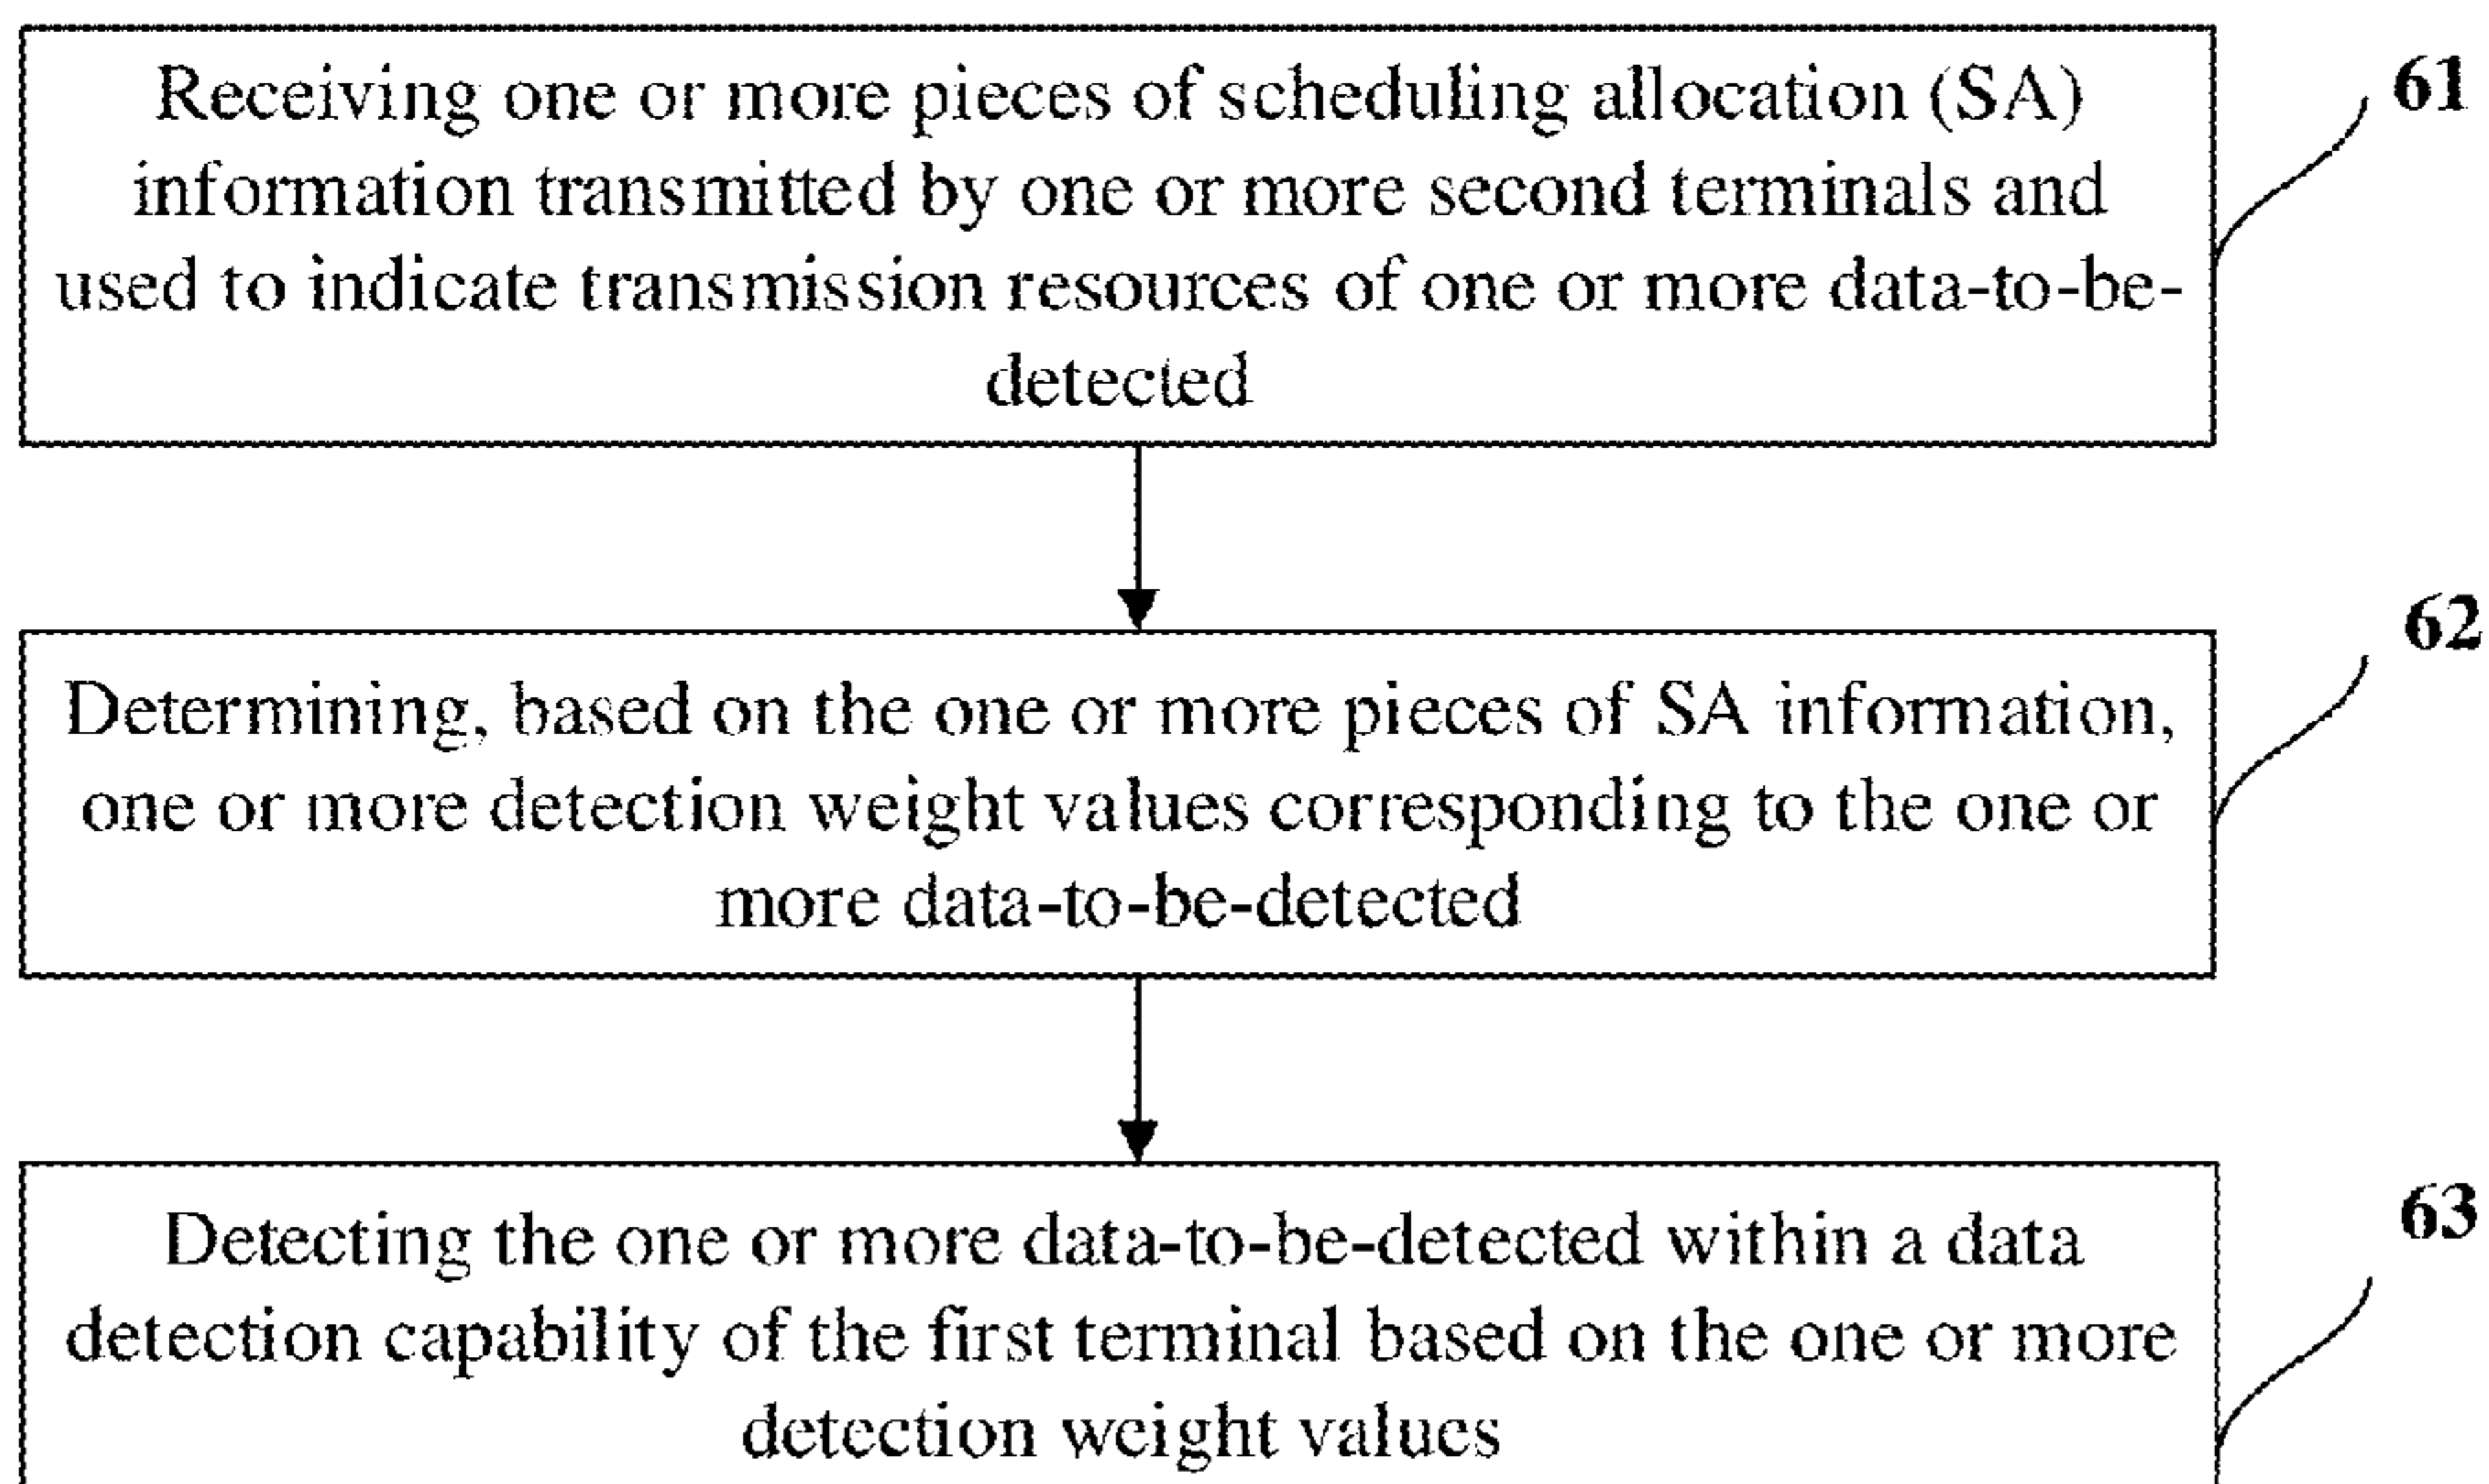 Receiving one or more pieces of scheduling allocation (SA)
information transmitted by one or more second terminals and
used to indicate transmission resources of one or more data-to-be-
detected
61
Determining, based on the one or more pieces of SA information,
one or more detection weight values corresponding to the one or
more data-to-be-detected
62
Detecting the one or more data-to-be-detected within a data
detection capability of the first terminal based on the one or more
detection weight values
63